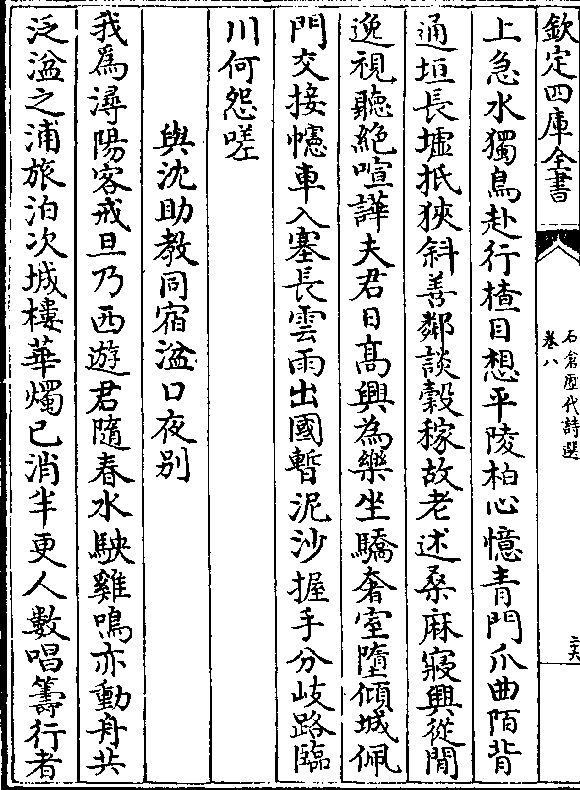 欽定四庫全書
石倉歷代詩選
卷八
上急水獨鳥赴行楂目想平陵柏心憶青門瓜曲陌背
通垣長墟抵狹斜善鄰談穀稼故老述桑麻寢興從閒
逸視聽絕喧譁夫君日髙興為樂坐驕奢室墮傾城佩
門交接幰車入塞長雲雨出國暫泥沙握手分岐路臨
川何怨嗟
與沈助教同宿湓口夜别
我為潯陽客戒旦乃西遊君隨春水駛雞鳴亦動舟共
泛湓之浦旅泊次城樓華燭已消半更人數唱籌行者